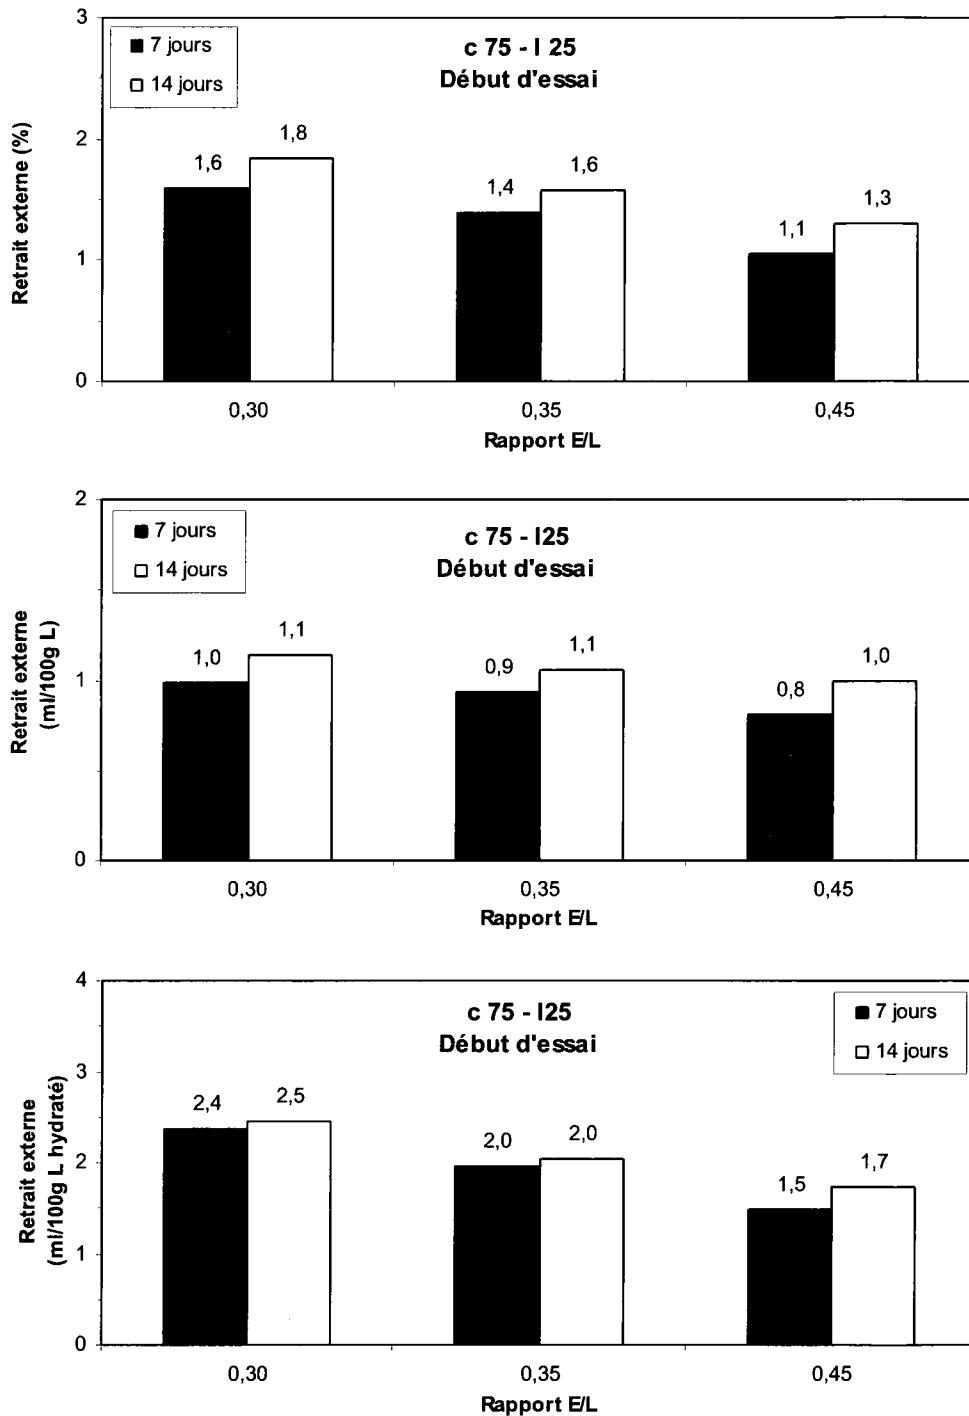 3
7 jours
14 jours
c 75 - l 25
Début d'essai
2
1,6
1,8
1,4
1,6
1,1
1,3
1
0
Retrait externe (%)
0,30
0,35
0,45
Rapport E/L
2
7 jours
14 jours
c 75 - l25
Début d'essai
1,0
1,1
0,9
1,1
0,8
1,0
1
0
Retrait externe
(ml/100g L)
0,30
0,35
0,45
Rapport E/L
4
c 75 - l25
Début d'essai
7 jours
14 jours
3
2,4
2,5
2,0
2,0
1,5
1,7
2
1
0
Retrait externe
(ml/100g L hydraté)
0,30
0,35
0,45
Rapport E/L